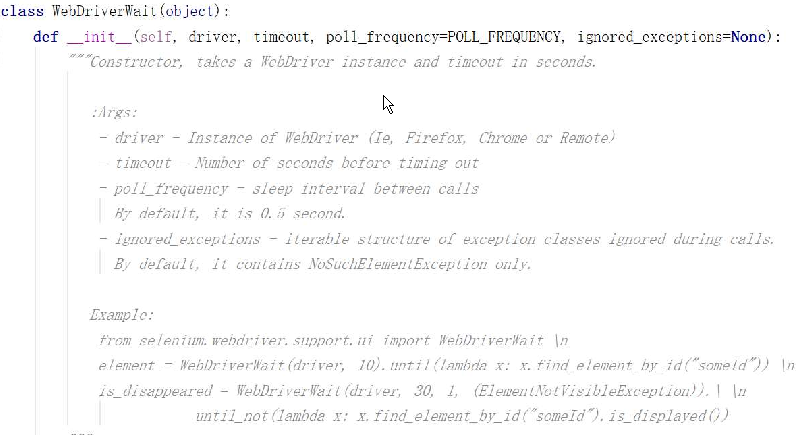 class WebDriverWait(object):
def __init__(self, driver, timeout, poll_frequency=POLL_FREQUENCY, ignored_exceptions=None):
"""Constructor, takes a WebDriver instance and timeout in seconds.
:Args:
- driver - Instance of WebDriver (Ie, Firefox, Chrome or Remote)
- timeout - Number of seconds before timing out
- poll_frequency - sleep interval between calls
By default, it is 0.5 second.
- ignored_exceptions - iterable structure of exception classes ignored during calls.
By default, it contains NoSuchElementException only.
Example:
from selenium.webdriver.support.ui import WebDriverWait \n
element = WebDriverWait(driver, 10).until(lambda x: x.find_element_by_id("someId")) \n
is_disappeared = WebDriverWait(driver, 30, 1, (ElementNotVisibleException)).\ \n
until_not(lambda x: x.find_element_by_id("someId").is_displayed())
"""